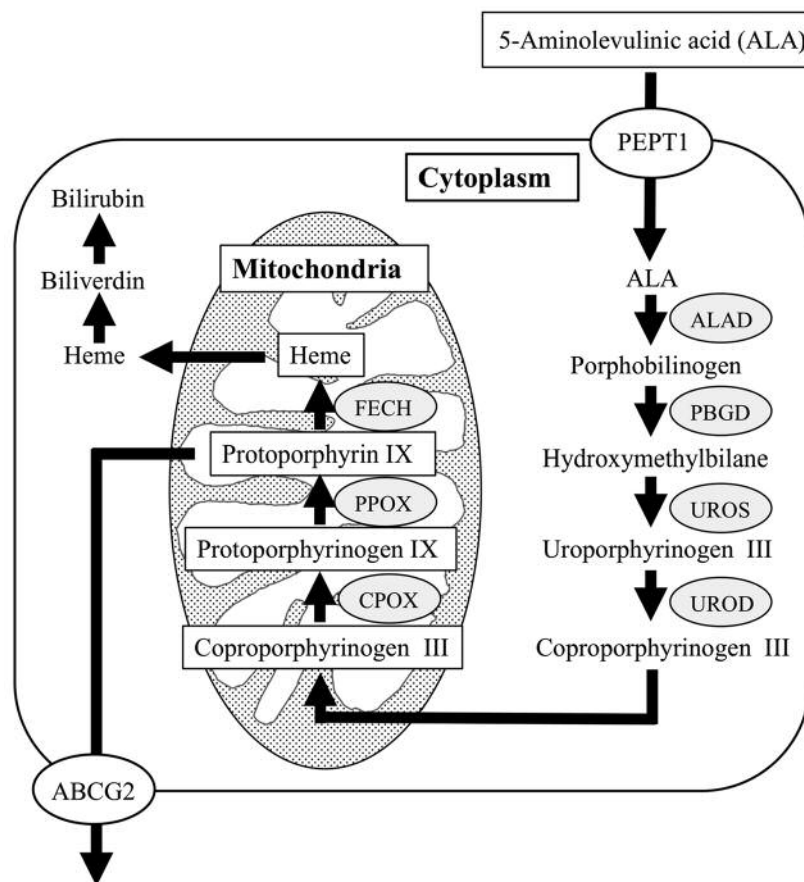 5-Aminolevulinic acid (ALA)
PEPT1
Cytoplasm
Bilirubin
Biliverdin
Heme
Mitochondria
Heme
FECH
Protoporphyrin IX
PPOX
Protoporphyrinogen IX
CPOX
Coproporphyrinogen III
ALA
ALAD
Porphobilinogen
PBGD
Hydroxymethylbilane
UROS
Uroporphyrinogen III
UROD
Coproporphyrinogen III
ABCG2